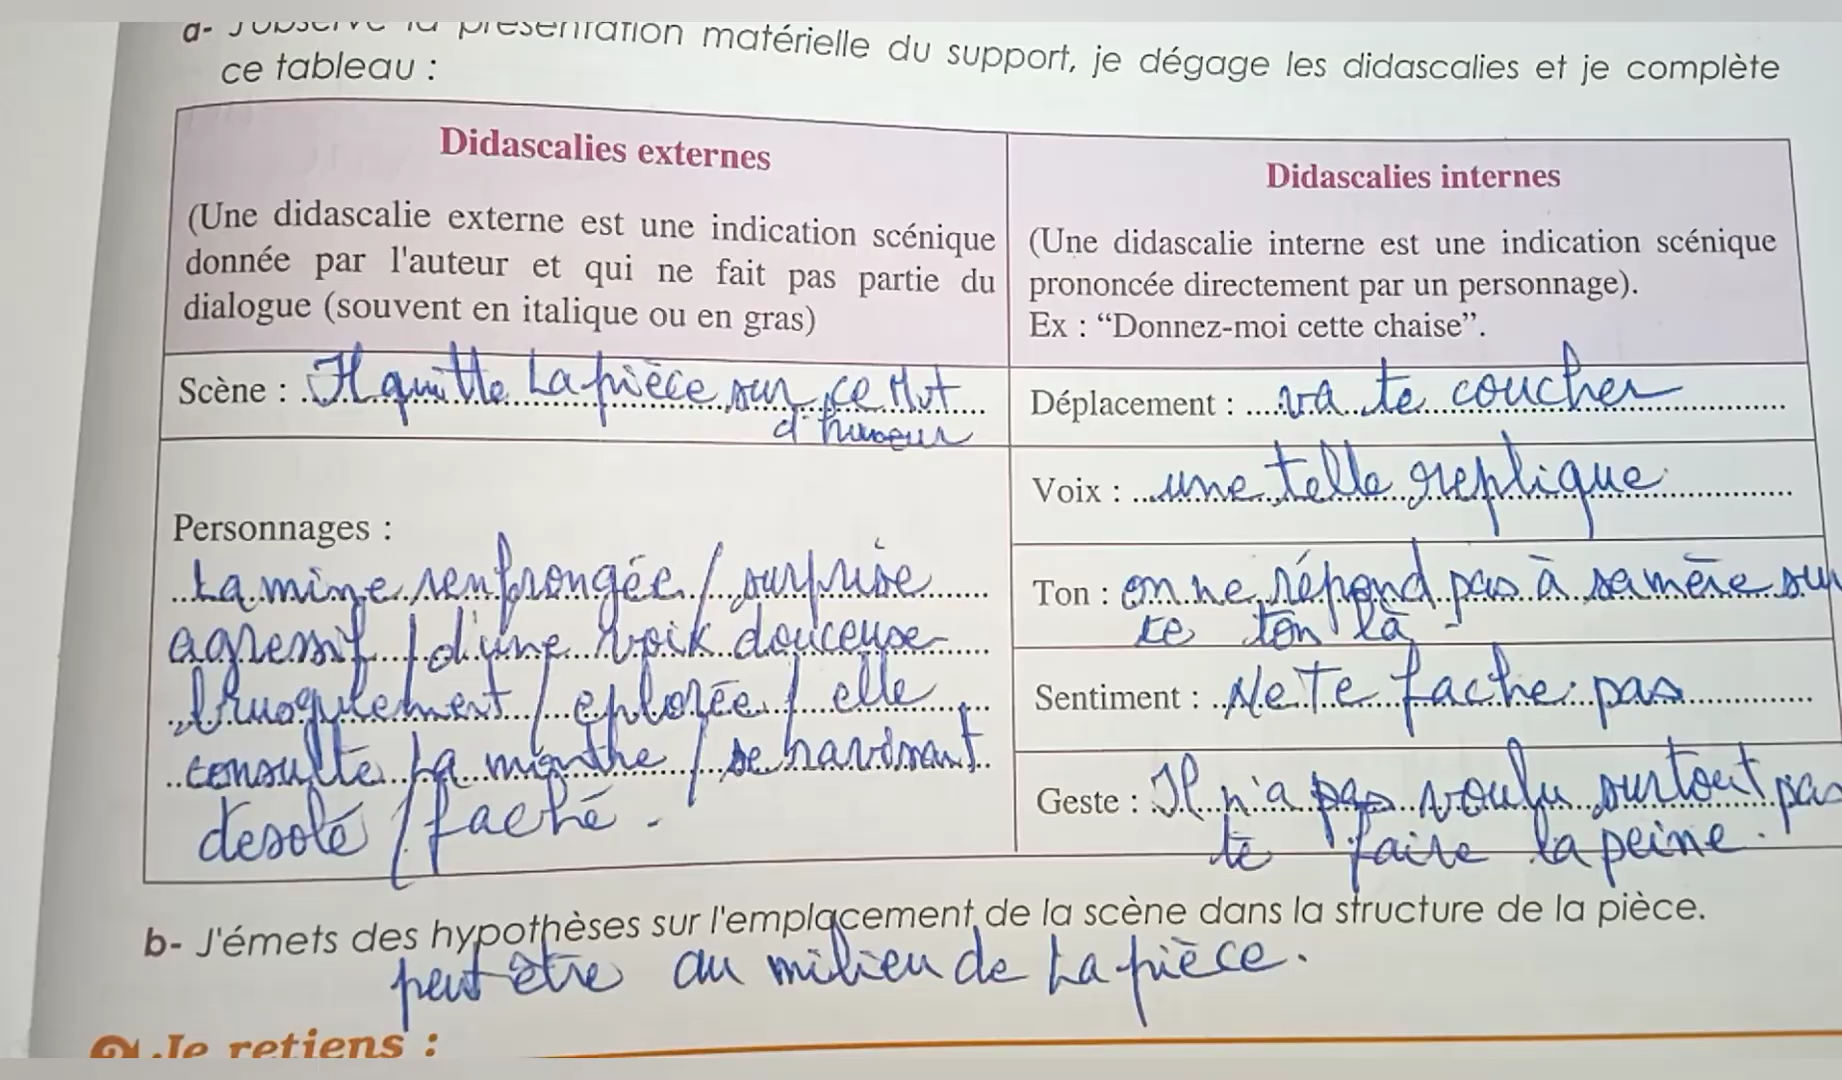 a- J'observe la présentation matérielle du support, je dégage les didascalies et je complète
ce tableau :
Didascalies externes
(Une didascalie externe est une indication scénique
donnée par l'auteur et qui ne fait pas partie du
dialogue (souvent en italique ou en gras)
Didascalies internes
(Une didascalie interne est une indication scénique
prononcée directement par un personnage).
Ex : “Donnez-moi cette chaise”.
Scène : Il quitte La pièce sur ce Mot
d'humeur
Déplacement : va te coucher
Voix : une telle replique
Personnages :
La mine renfrongée / surprise
agressif / d'une voix douceuse
/ eplorée / elle
consulte La / se
desolé / faché.
Ton : on ne répond pas à sa mère sur
ce ton là
Sentiment : Ne Te fache pas
Geste : Il n'a pas voulu surtout pas
te faire la peine.
b- J'émets des hypothèses sur l'emplacement de la scène dans la structure de la pièce.
peut être au milieu de La pièce.
Je retiens :